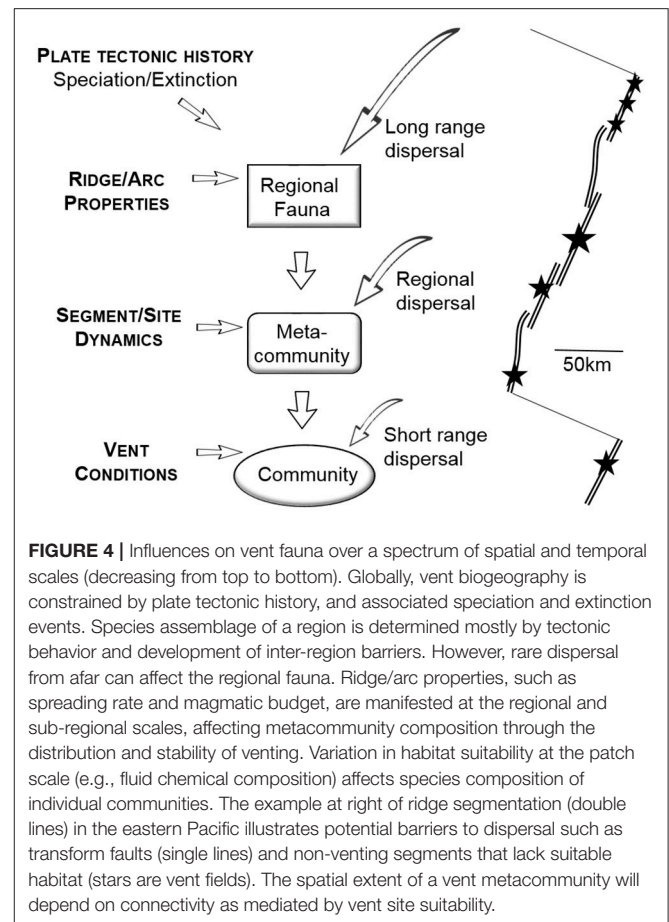 PLATE TECTONIC HISTORY
Speciation/Extinction
Long range
dispersal
RIDGE/ARC
PROPERTIES
Regional
Fauna
Regional
dispersal
SEGMENT/SITE
DYNAMICS
Meta-
community
50km
Short range
dispersal
VENT
CONDITIONS
Community
FIGURE 4 | Influences on vent fauna over a spectrum of spatial and temporal
scales (decreasing from top to bottom). Globally, vent biogeography is
constrained by plate tectonic history, and associated speciation and extinction
events. Species assemblage of a region is determined mostly by tectonic
behavior and development of inter-region barriers. However, rare dispersal
from afar can affect the regional fauna. Ridge/arc properties, such as
spreading rate and magmatic budget, are manifested at the regional and
sub-regional scales, affecting metacommunity composition through the
distribution and stability of venting. Variation in habitat suitability at the patch
scale (e.g., fluid chemical composition) affects species composition of
individual communities. The example at right of ridge segmentation (double
lines) in the eastern Pacific illustrates potential barriers to dispersal such as
transform faults (single lines) and non-venting segments that lack suitable
habitat (stars are vent fields). The spatial extent of a vent metacommunity will
depend on connectivity as mediated by vent site suitability.